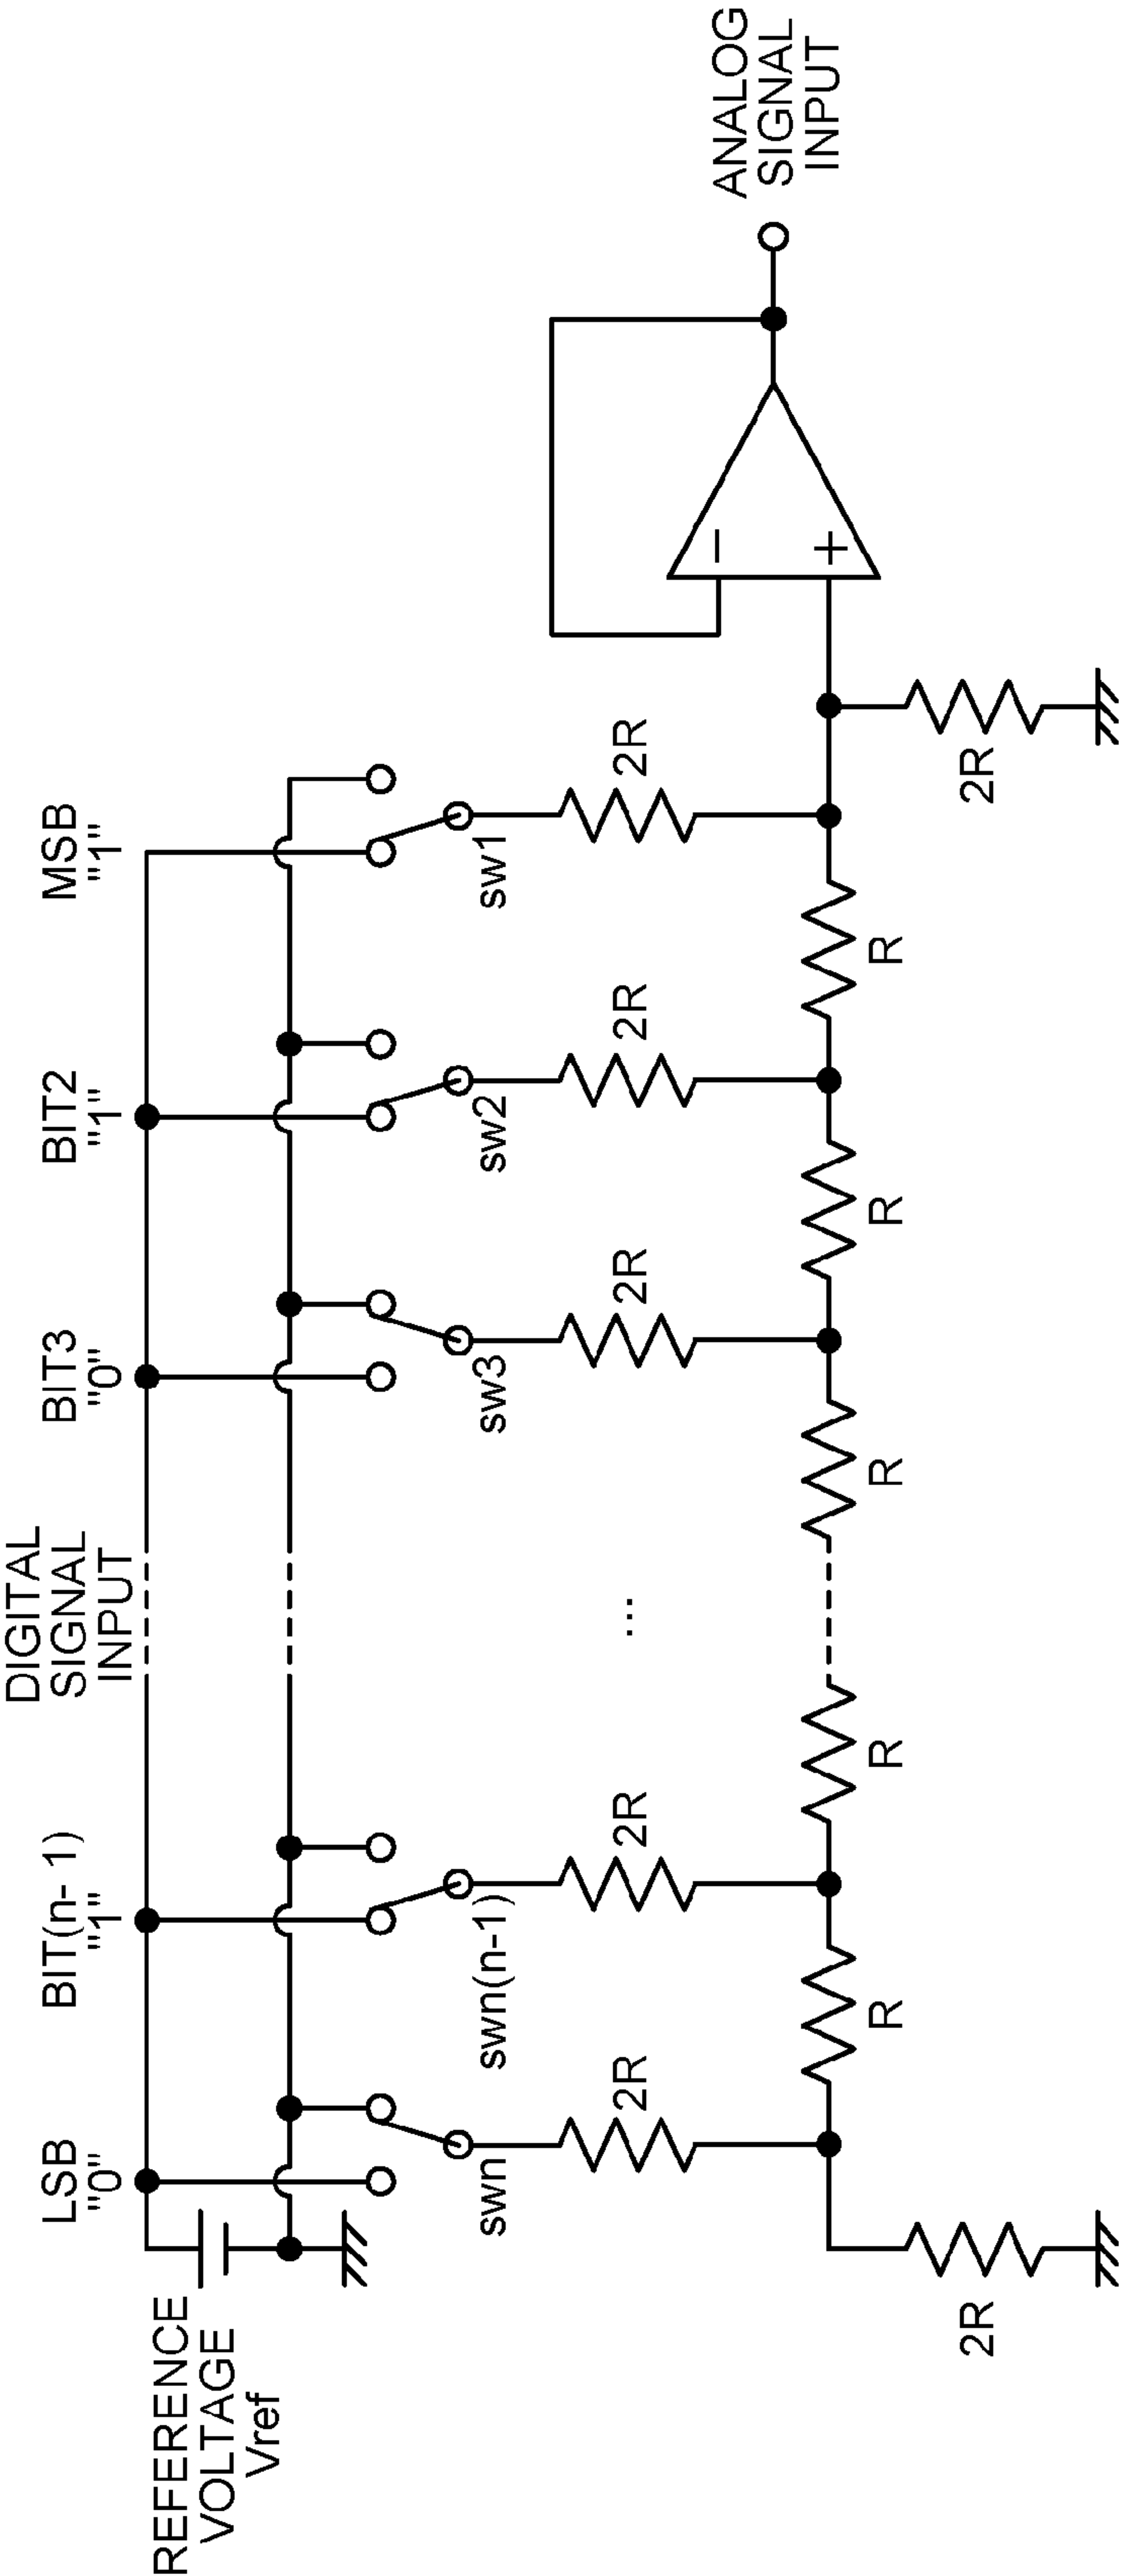 DIGITAL
SIGNAL
INPUT
LSB
"0"
BIT(n- 1)
"1"
BIT3
"0"
BIT2
"1"
MSB
"1"
REFERENCE
VOLTAGE
Vref
swn
swn(n-1)
sw3
sw2
sw1
2R
2R
...
2R
2R
2R
R
R
R
R
R
2R
2R
−
+
ANALOG
SIGNAL
INPUT